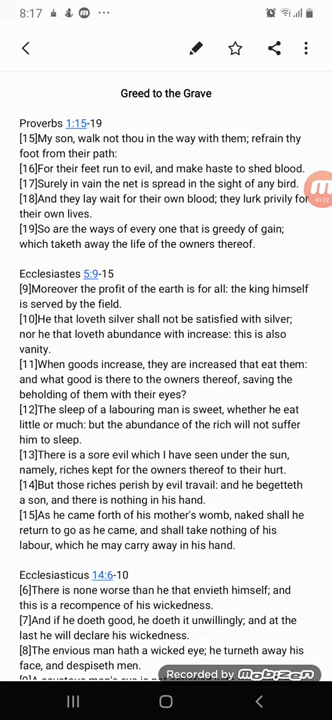 8:17
Greed to the Grave
Proverbs 1:15-19
[15]My son, walk not thou in the way with them; refrain thy
foot from their path:
[16]For their feet run to evil, and make haste to shed blood.
[17]Surely in vain the net is spread in the sight of any bird.
[18]And they lay wait for their own blood; they lurk privily for
their own lives.
[19]So are the ways of every one that is greedy of gain;
which taketh away the life of the owners thereof.
Ecclesiastes 5:9-15
[9]Moreover the profit of the earth is for all: the king himself
is served by the field.
[10]He that loveth silver shall not be satisfied with silver;
nor he that loveth abundance with increase: this is also
vanity.
[11]When goods increase, they are increased that eat them:
and what good is there to the owners thereof, saving the
beholding of them with their eyes?
[12]The sleep of a labouring man is sweet, whether he eat
little or much: but the abundance of the rich will not suffer
him to sleep.
[13]There is a sore evil which I have seen under the sun,
namely, riches kept for the owners thereof to their hurt.
[14]But those riches perish by evil travail: and he begetteth
a son, and there is nothing in his hand.
[15]As he came forth of his mother's womb, naked shall he
return to go as he came, and shall take nothing of his
labour, which he may carry away in his hand.
Ecclesiasticus 14:6-10
[6]There is none worse than he that envieth himself; and
this is a recompence of his wickedness.
[7]And if he doeth good, he doeth it unwillingly; and at
the last he will declare his wickedness.
[8]The envious man hath a wicked eye; he turneth away his
face, and despiseth men.
Recorded by Mobizen